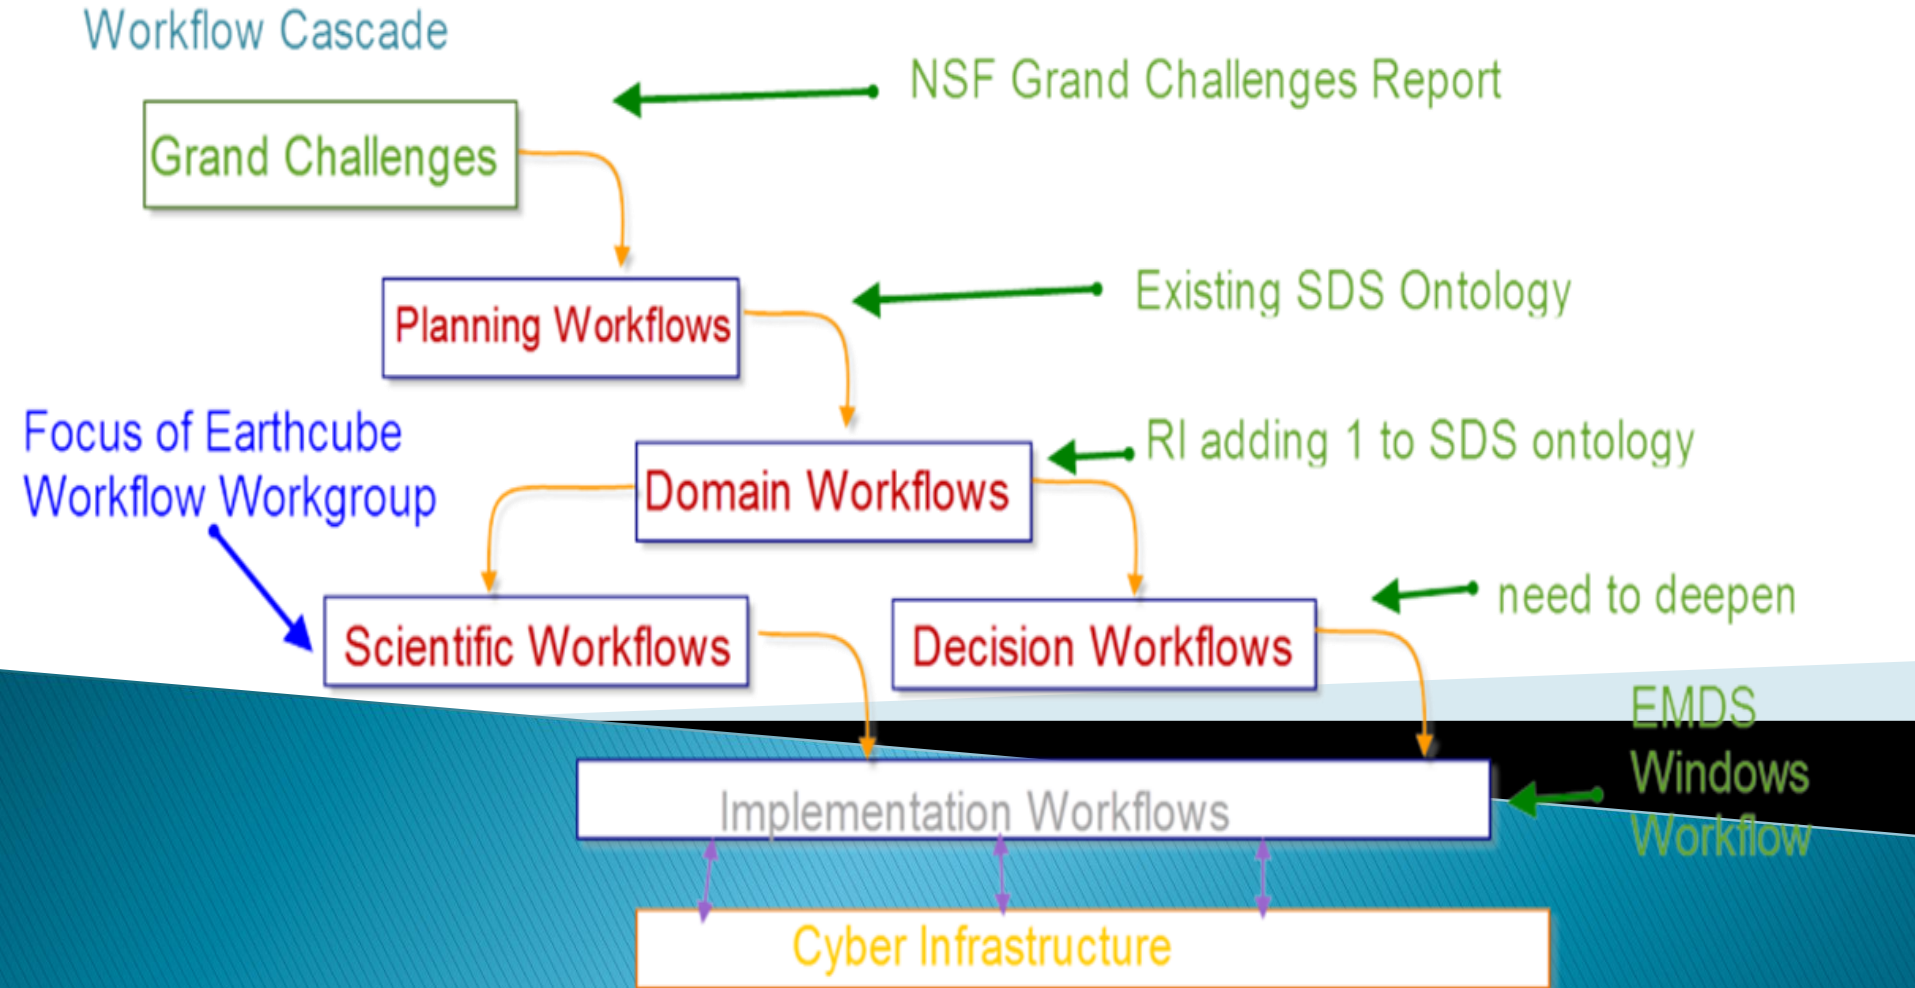 Workflow Cascade
NSF Grand Challenges Report
Grand Challenges
Existing SDS Ontology
Planning Workflows
Focus of Earthcube
Workflow Workgroup
RI adding 1 to SDS ontology
Domain Workflows
need to deepen
Scientific Workflows
Decision Workflows
EMDS
Windows
Workflow
Implementation Workflows
Cyber Infrastructure